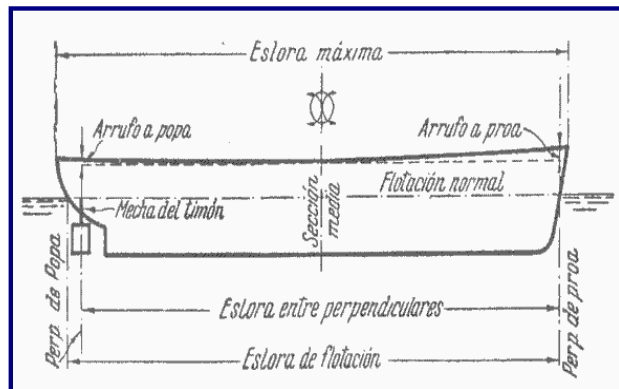 Eslora máxima
Arrufo a popa
Arrufo a proa
Flotación normal
Mecha del timón
Sección
media
Perp. de Popa
Eslora entre perpendiculares
Perp. de proa
Eslora de flotación